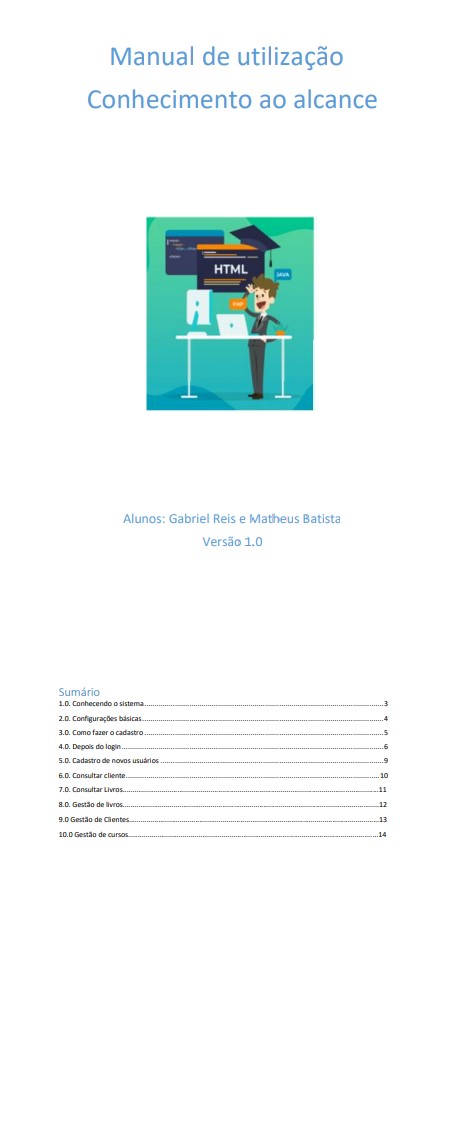 Manual de utilização
Conhecimento ao alcance
HTML
JAVA
PHP
Alunos: Gabriel Reis e Matheus Batista
Versão 1.0
Sumário
1.0. Conhecendo o sistema...3
2.0. Configurações básicas...4
3.0. Como fazer o cadastro...5
4.0. Depois do login...6
5.0. Cadastro de novos usuários...9
6.0. Consultar cliente...10
7.0. Consultar Livros...11
8.0. Gestão de livros...12
9.0 Gestão de Clientes...13
10.0 Gestão de cursos...14